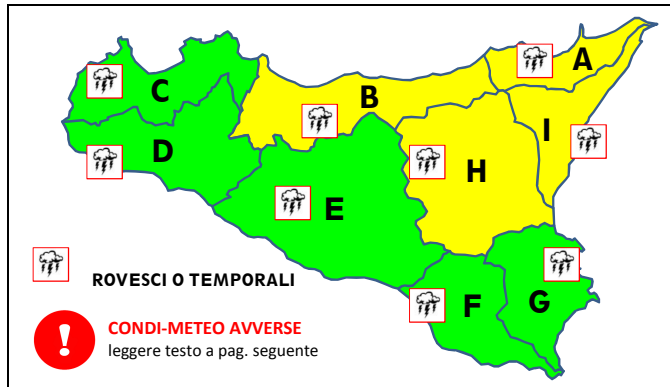 A
C
B
I
D
H
E
ROVESCI O TEMPORALI
F
G
CONDI-METEO AVVERSE
leggere testo a pag. seguente